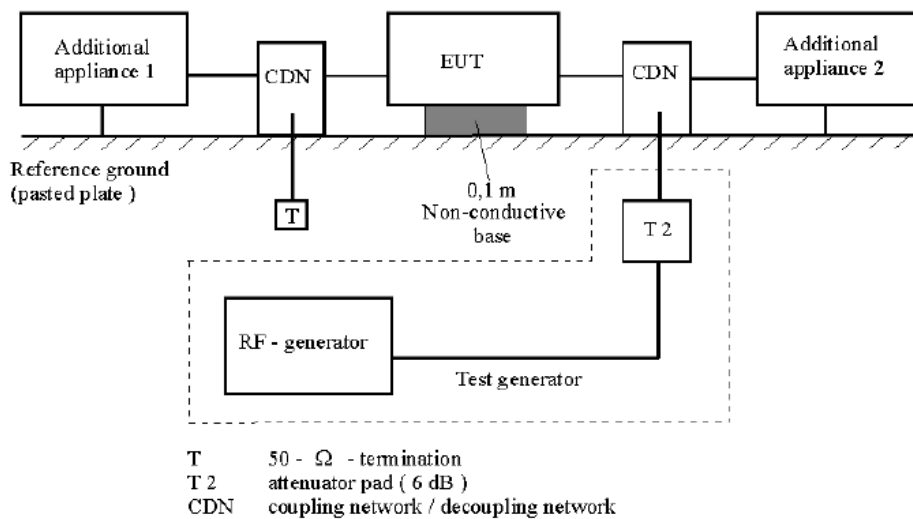 Additional
appliance 1
CDN
EUT
CDN
Additional
appliance 2
Reference ground
(pasted plate )
0,1 m
Non-conductive
base
T
T 2
RF - generator
Test generator
T 50 - Ω - termination
T 2 attenuator pad ( 6 dB )
CDN coupling network / decoupling network